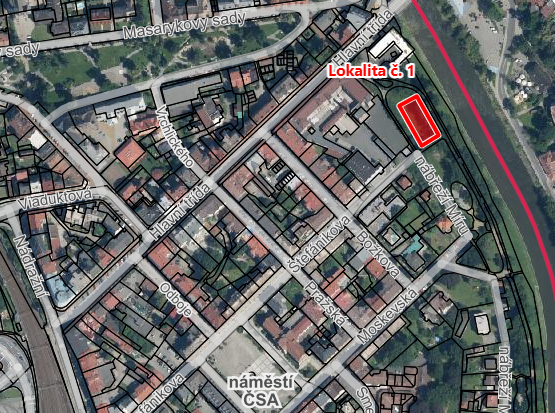 Masarykovy sady
sady
Hlavní třída
Lokalita č. 1
Vrchlického
nábřeží Míru
Viaduktová
Hlavní třída
Nádražní
Štefánikova
Božkova
Odboje
Pražská
Moskevská
náměstí
ČSA